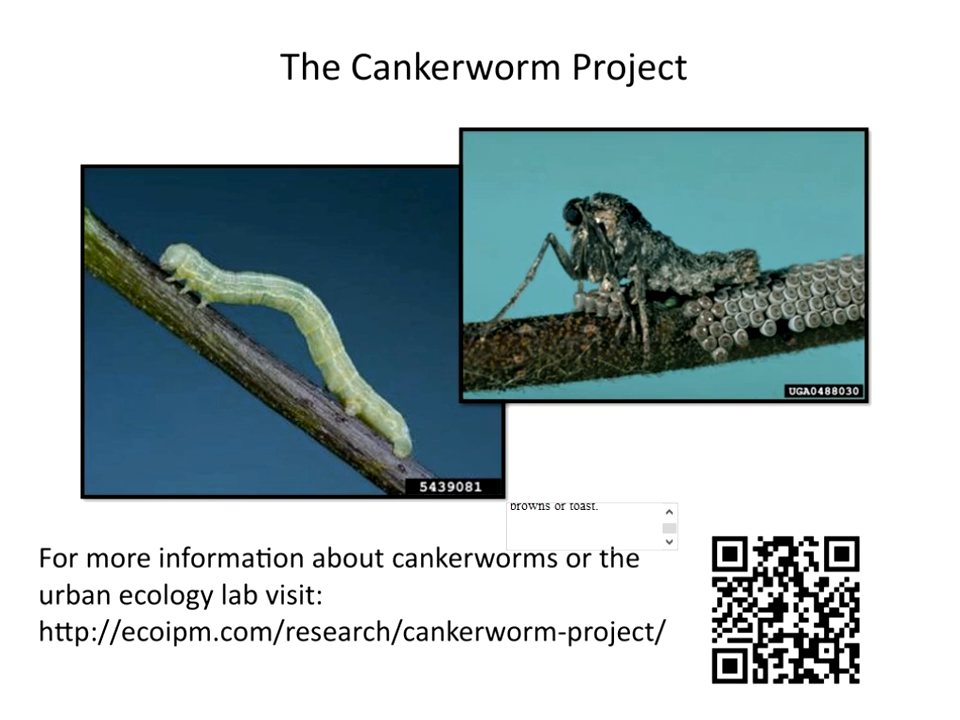 The Cankerworm Project
UGA0488030
5439081
browns or toast.
For more information about cankerworms or the
urban ecology lab visit:
http://ecoipm.com/research/cankerworm-project/